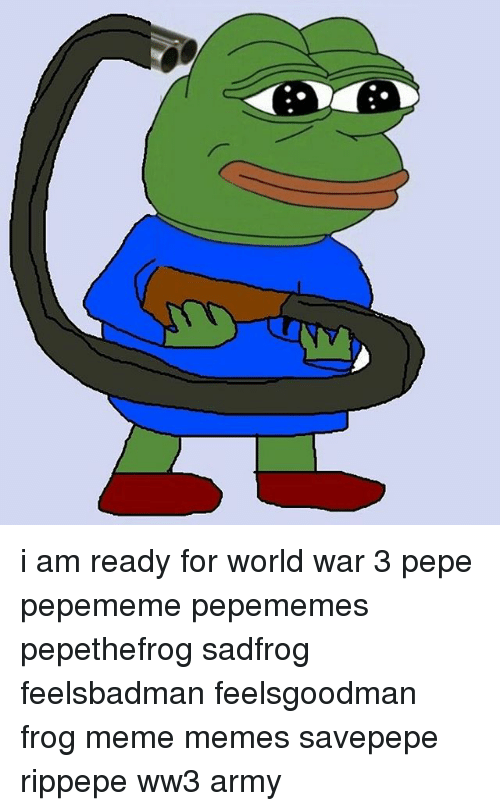 i am ready for world war 3 pepe
pepememe pepememes
pepethefrog sadfrog
feelsbadman feelsgoodman
frog meme memes savepepe
rippepe ww3 army